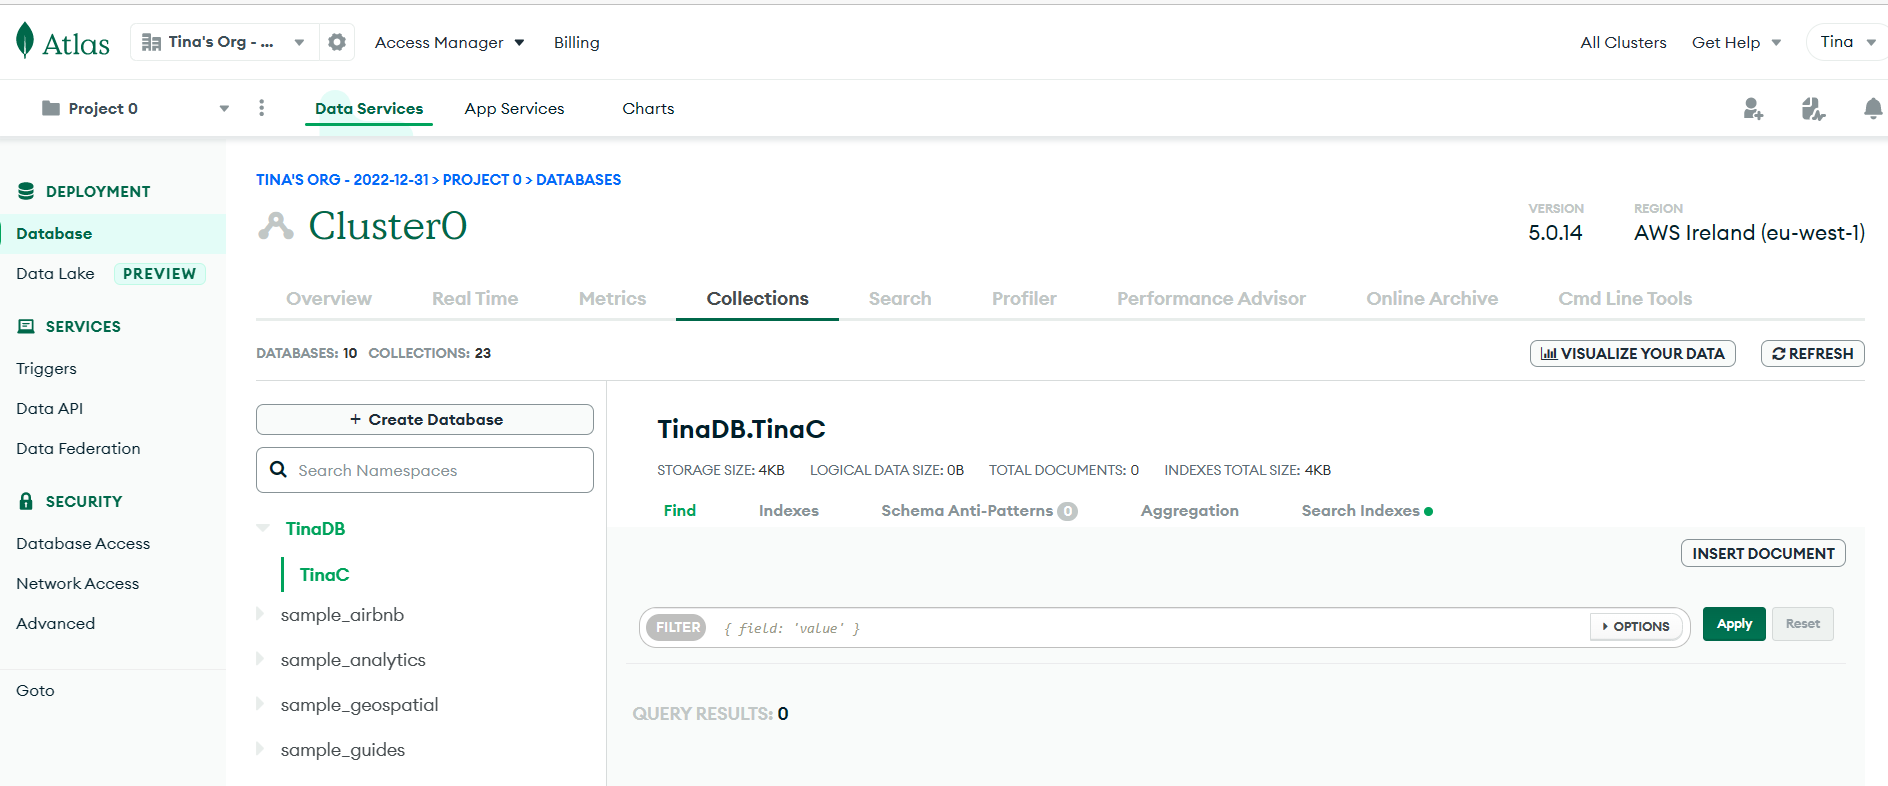 Atlas Tina's Org - ... Access Manager Billing All Clusters Get Help Tina
Project 0 Data Services App Services Charts
DEPLOYMENT
Database
Data Lake PREVIEW
SERVICES
Triggers
Data API
Data Federation
SECURITY
Database Access
Network Access
Advanced
Goto
TINA'S ORG - 2022-12-31 > PROJECT 0 > DATABASES
Cluster0
VERSION
5.0.14
REGION
AWS Ireland (eu-west-1)
Overview Real Time Metrics Collections Search Profiler Performance Advisor Online Archive Cmd Line Tools
DATABASES: 10 COLLECTIONS: 23 VISUALIZE YOUR DATA REFRESH
+ Create Database
Search Namespaces
TinaDB
TinaC
sample_airbnb
sample_analytics
sample_geospatial
sample_guides
TinaDB.TinaC
STORAGE SIZE: 4KB LOGICAL DATA SIZE: 0B TOTAL DOCUMENTS: 0 INDEXES TOTAL SIZE: 4KB
Find Indexes Schema Anti-Patterns 0 Aggregation Search Indexes
INSERT DOCUMENT
FILTER { field: 'value' } OPTIONS Apply Reset
QUERY RESULTS: 0